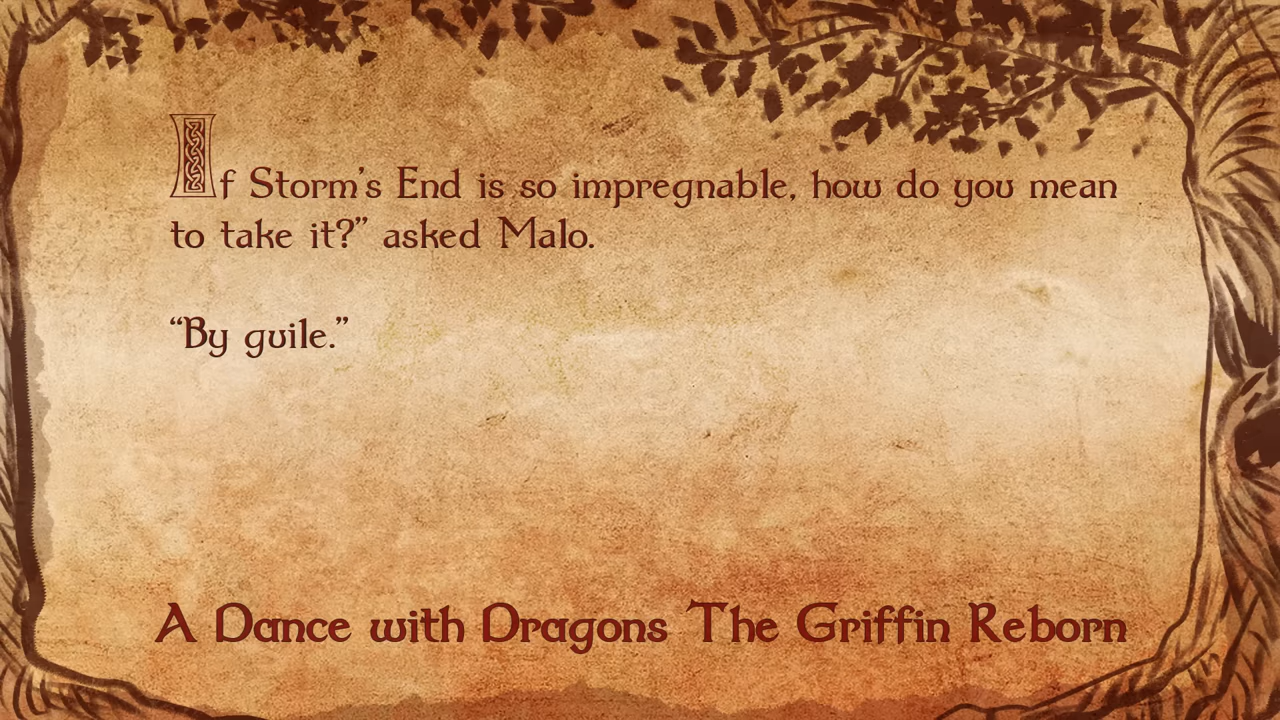 If Storm’s End is so impregnable, how do you mean
to take it?” asked Malo.
“By guile.”
A Dance with Dragons The Griffin Reborn